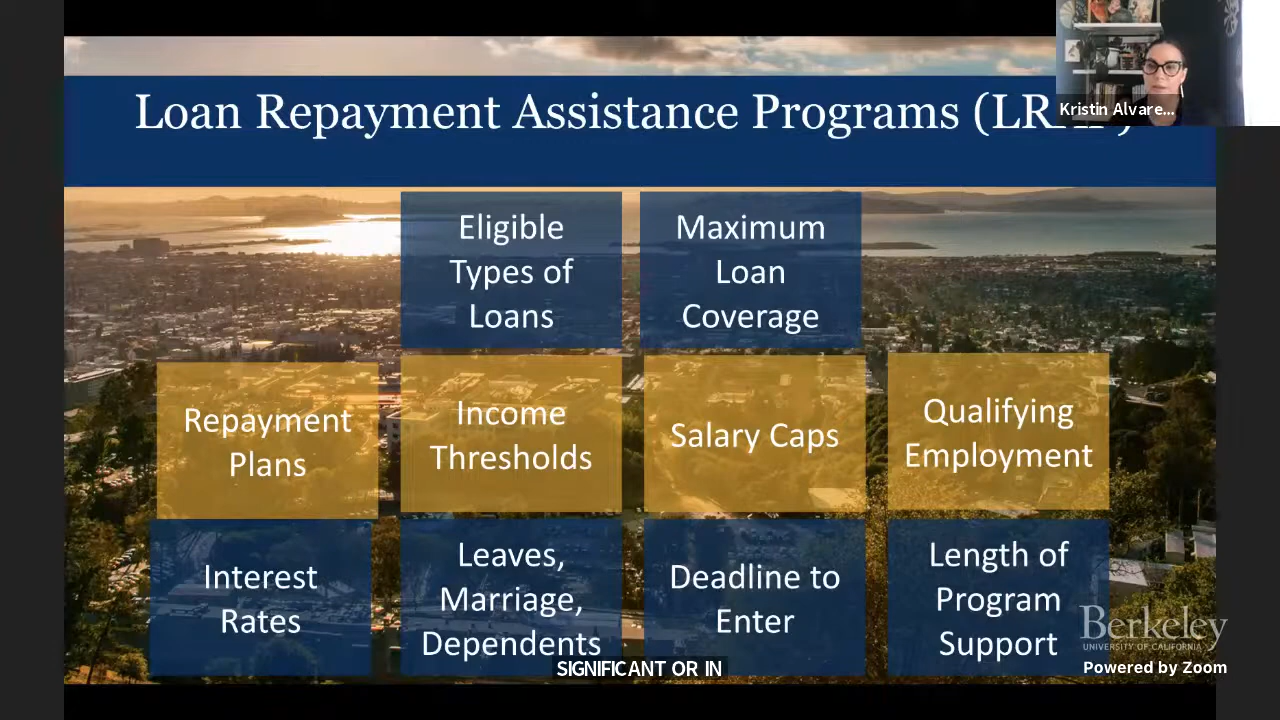 Loan Repayment Assistance Programs
Kristin Alvare...
Eligible
Types of
Loans
Maximum
Loan
Coverage
Repayment
Plans
Income
Thresholds
Salary Caps
Qualifying
Employment
Interest
Rates
Leaves,
Marriage,
Dependents
Deadline to
Enter
Length of
Program
Support
Berkeley
UNIVERSITY OF CALIFORNIA
SIGNIFICANT OR IN
Powered by Zoom